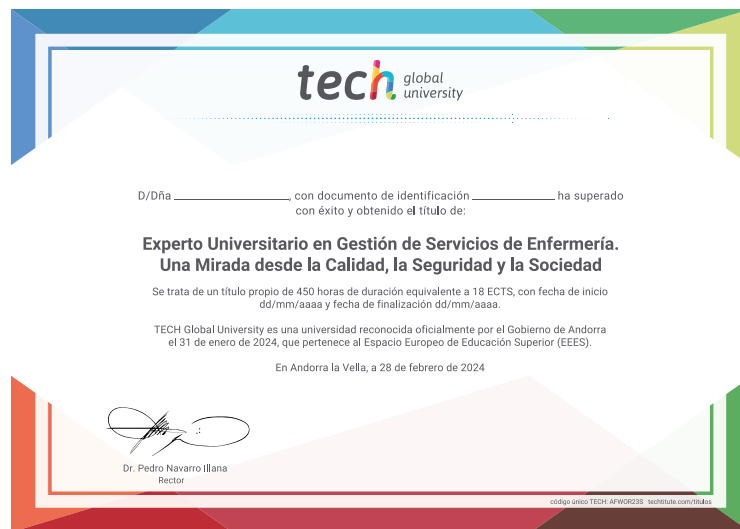 tech global university
D/Dña ______________, con documento de identificación ______________ ha superado
con éxito y obtenido el título de:
Experto Universitario en Gestión de Servicios de Enfermería.
Una Mirada desde la Calidad, la Seguridad y la Sociedad
Se trata de un título propio de 450 horas de duración equivalente a 18 ECTS, con fecha de inicio
dd/mm/aaaa y fecha de finalización dd/mm/aaaa.
TECH Global University es una universidad reconocida oficialmente por el Gobierno de Andorra
el 31 de enero de 2024, que pertenece al Espacio Europeo de Educación Superior (EEES).
En Andorra la Vella, a 28 de febrero de 2024
Dr. Pedro Navarro Illana
Rector
código único TECH: AFWOR23S techtitute.com/titulos